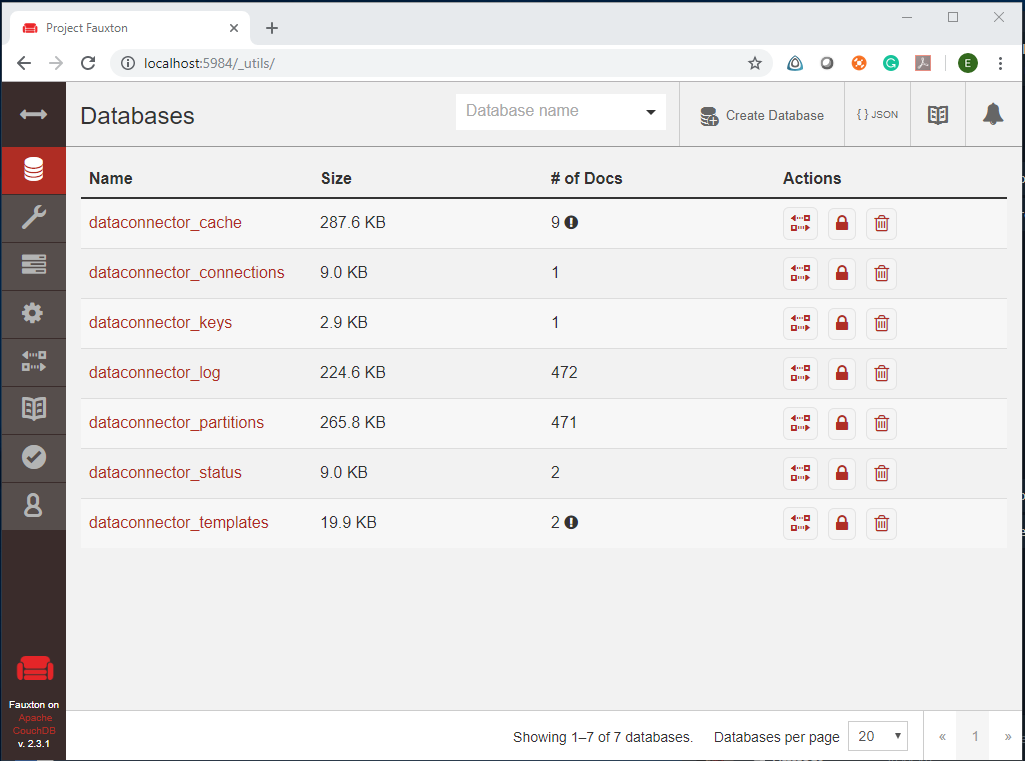 Project Fauxton
localhost:5984/_utils/
E
Databases
Database name
Create Database
{ } JSON
Name Size # of Docs Actions
dataconnector_cache 287.6 KB 9
dataconnector_connections 9.0 KB 1
dataconnector_keys 2.9 KB 1
dataconnector_log 224.6 KB 472
dataconnector_partitions 265.8 KB 471
dataconnector_status 9.0 KB 2
dataconnector_templates 19.9 KB 2
Fauxton on
Apache
CouchDB
v. 2.3.1
Showing 1–7 of 7 databases. Databases per page 20 « 1 »